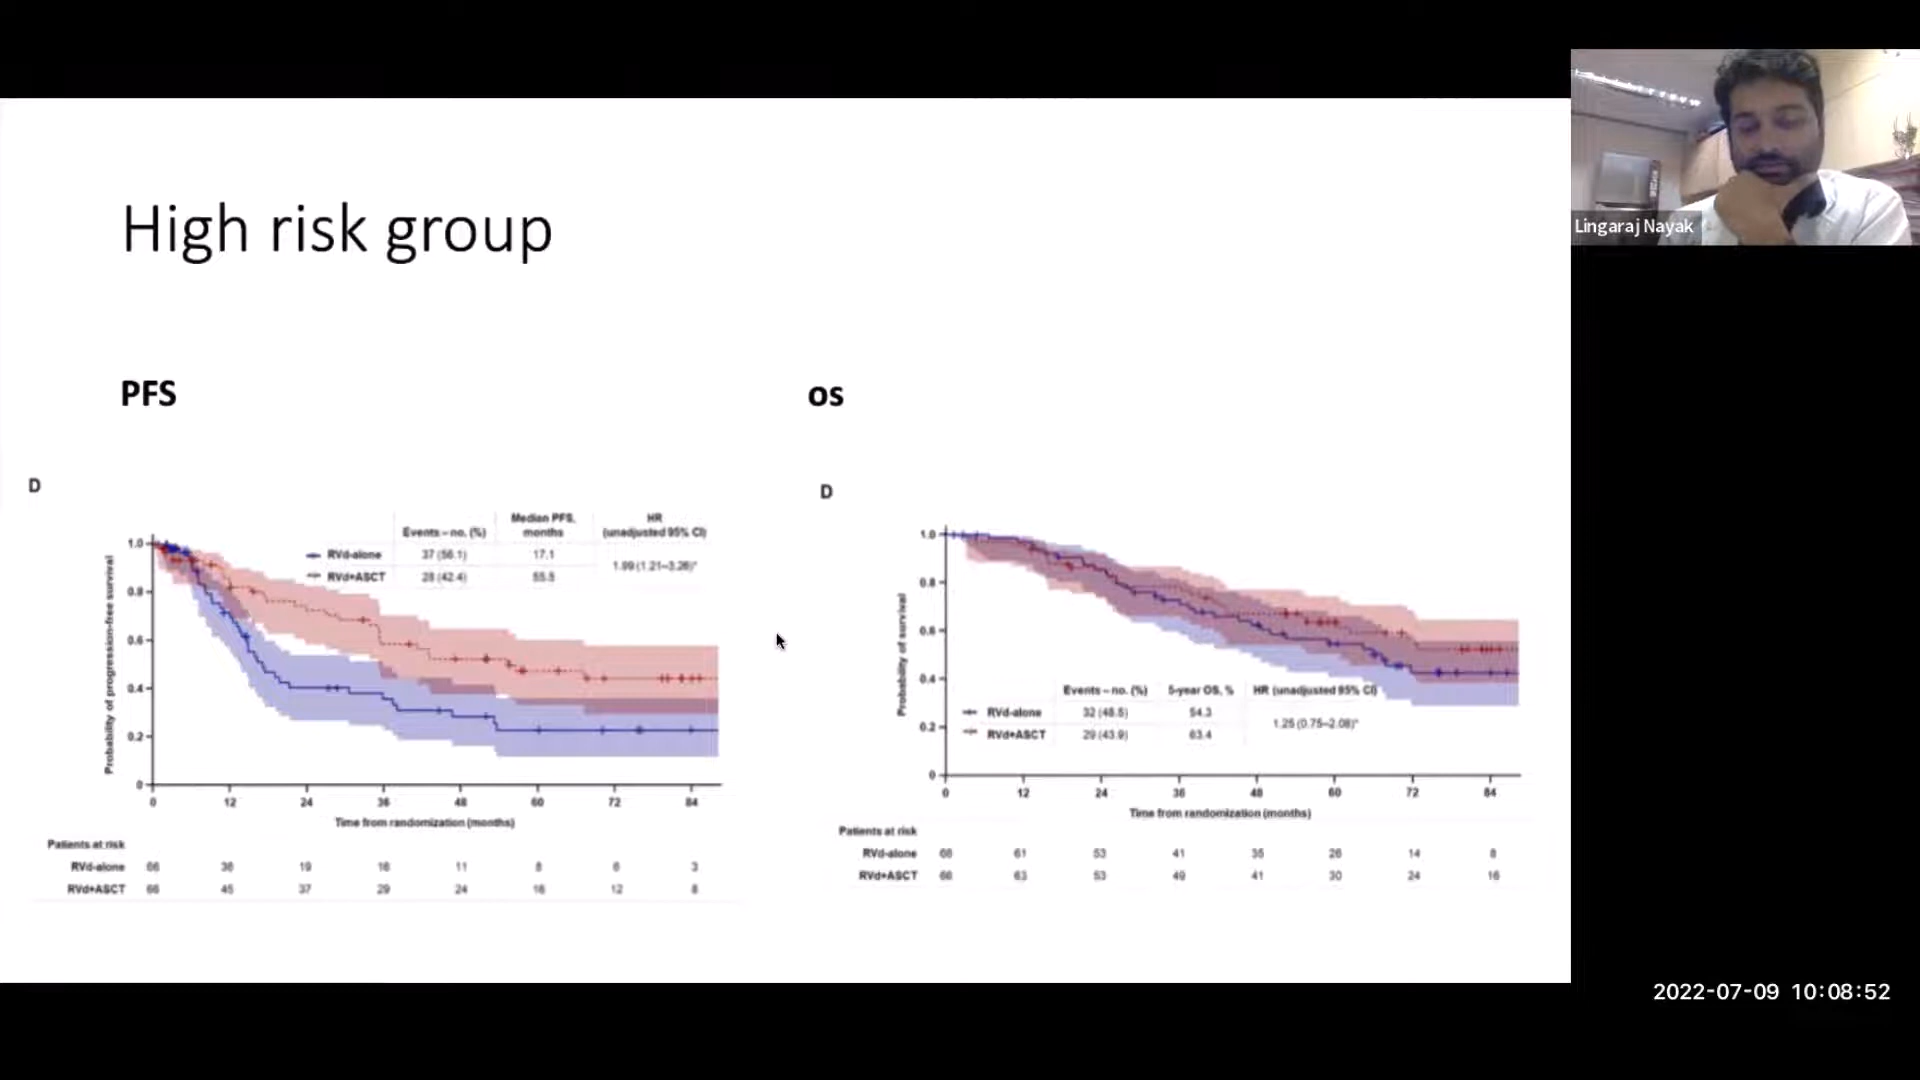 High risk group
Lingaraj Nayak
PFS
D
Events – no. (%)
Median PFS, months
HR (unadjusted 95% CI)
RVd-alone 37 (56.1) 17.1
1.99 (1.21–3.26)*
RVd+ASCT 28 (42.4) 55.5
Probability of progression-free survival
1.0
0.8
0.6
0.4
0.2
0
0 12 24 36 48 60 72 84
Time from randomization (months)
Patients at risk
RVd-alone 66 36 19 16 11 8 6 3
RVd+ASCT 66 45 37 29 24 16 12 8
OS
D
Probability of survival
1.0
0.8
0.6
0.4
0.2
0
Events – no. (%) 5-year OS, % HR (unadjusted 95% CI)
RVd-alone 32 (48.5) 54.3
1.25 (0.75–2.08)*
RVd+ASCT 29 (43.9) 63.4
0 12 24 36 48 60 72 84
Time from randomization (months)
Patients at risk
RVd-alone 66 61 53 41 35 26 14 8
RVd+ASCT 66 63 53 49 41 30 24 16
2022-07-09 10:08:52